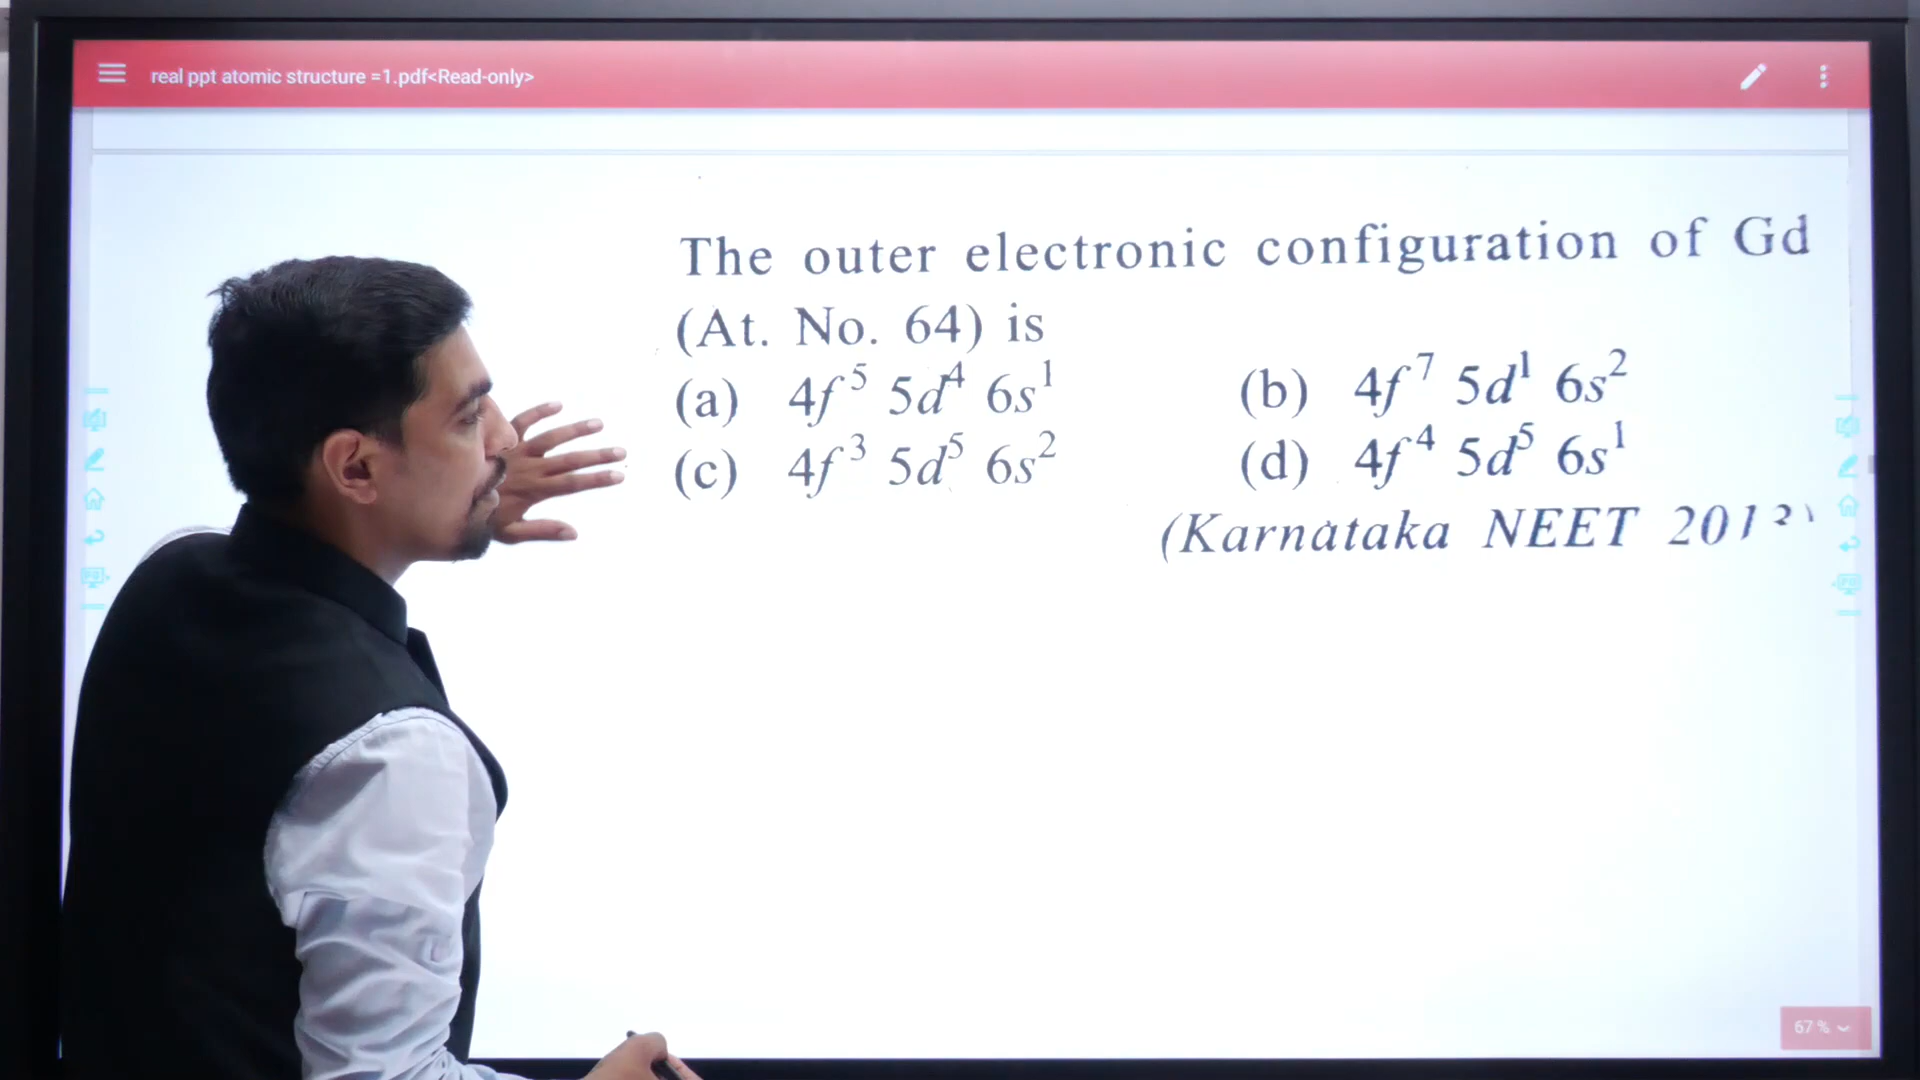 real ppt atomic structure =1.pdf<Read-only>
The outer electronic configuration of Gd
(At. No. 64) is
(a) 4f⁵ 5d⁴ 6s¹ (b) 4f⁷ 5d¹ 6s²
(c) 4f³ 5d⁵ 6s² (d) 4f⁴ 5d⁵ 6s¹
(Karnataka NEET
67 %